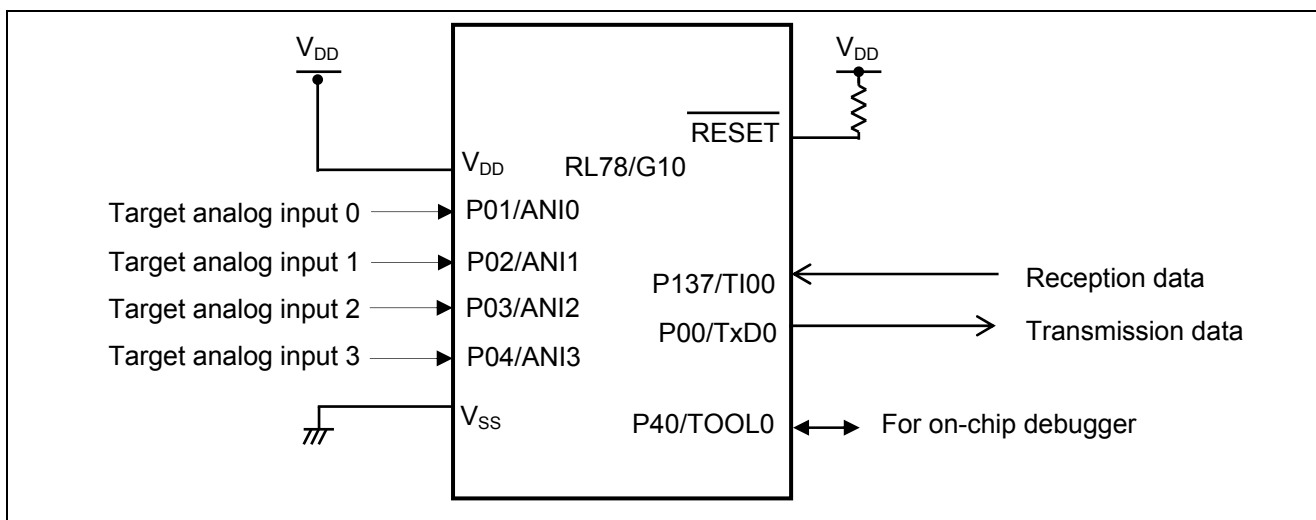 VDD
VDD
RESET
VDD
RL78/G10
Target analog input 0
P01/ANI0
Target analog input 1
P02/ANI1
P137/TI00
Reception data
Target analog input 2
P03/ANI2
P00/TxD0
Transmission data
Target analog input 3
P04/ANI3
VSS
P40/TOOL0
For on-chip debugger